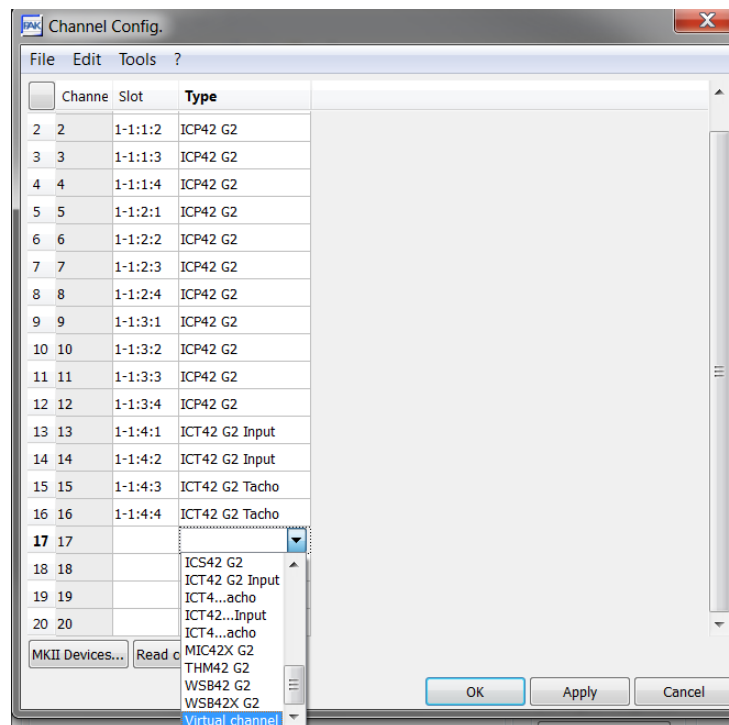 PAK Channel Config.
File Edit Tools ?
Channe Slot Type
2 2 1-1:1:2 ICP42 G2
3 3 1-1:1:3 ICP42 G2
4 4 1-1:1:4 ICP42 G2
5 5 1-1:2:1 ICP42 G2
6 6 1-1:2:2 ICP42 G2
7 7 1-1:2:3 ICP42 G2
8 8 1-1:2:4 ICP42 G2
9 9 1-1:3:1 ICP42 G2
10 10 1-1:3:2 ICP42 G2
11 11 1-1:3:3 ICP42 G2
12 12 1-1:3:4 ICP42 G2
13 13 1-1:4:1 ICT42 G2 Input
14 14 1-1:4:2 ICT42 G2 Input
15 15 1-1:4:3 ICT42 G2 Tacho
16 16 1-1:4:4 ICT42 G2 Tacho
17 17
18 18
19 19
20 20
ICS42 G2
ICT42 G2 Input
ICT4...acho
ICT42...Input
ICT4...acho
MIC42X G2
THM42 G2
WSB42 G2
WSB42X G2
Virtual channel
MKII Devices... Read c
OK Apply Cancel